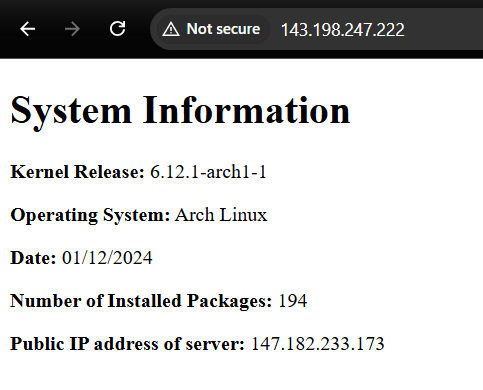 Not secure 143.198.247.222
System Information
Kernel Release: 6.12.1-arch1-1
Operating System: Arch Linux
Date: 01/12/2024
Number of Installed Packages: 194
Public IP address of server: 147.182.233.173